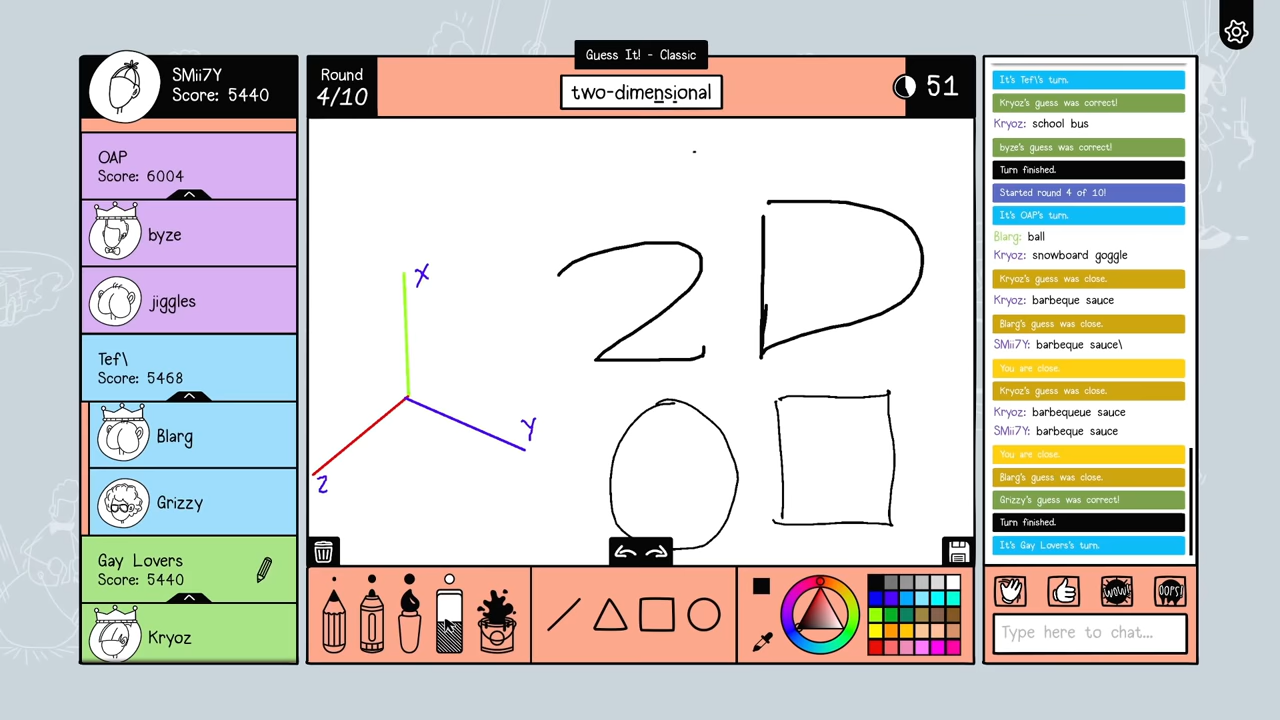 Guess It! - Classic
SMii7Y
Score: 5440
Round
4/10
two-dimensional
51
OAP
Score: 6004
byze
jiggles
Tef\
Score: 5468
Blarg
Grizzy
Gay Lovers
Score: 5440
Kryoz
X
Y
Z
2D
It's Tef\'s turn.
Kryoz's guess was correct!
Kryoz: school bus
byze's guess was correct!
Turn finished.
Started round 4 of 10!
It's OAP's turn.
Blarg: ball
Kryoz: snowboard goggle
Kryoz's guess was close.
Kryoz: barbeque sauce
Blarg's guess was close.
SMii7Y: barbeque sauce\
You are close.
Kryoz's guess was close.
Kryoz: barbequeue sauce
SMii7Y: barbeque sauce
You are close.
Blarg's guess was close.
Grizzy's guess was correct!
Turn finished.
It's Gay Lovers's turn.
WOW!
OOPS!
Type here to chat...